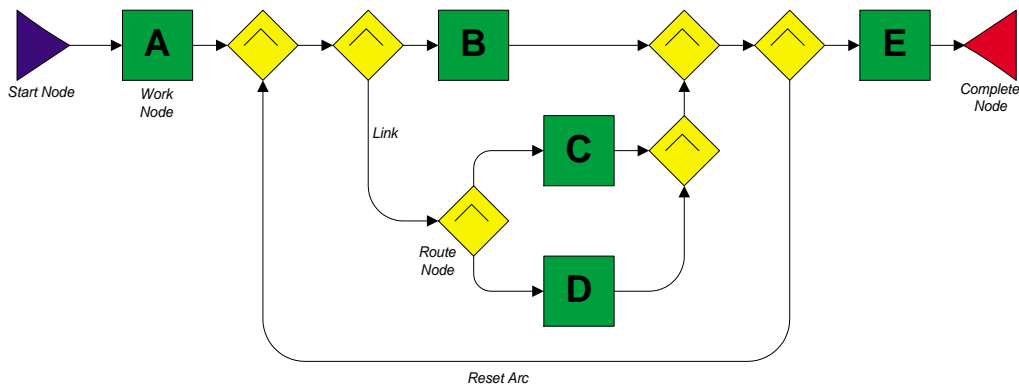 A
B
E
Start Node
Work
Node
Complete
Node
Link
C
Route
Node
D
Reset Arc